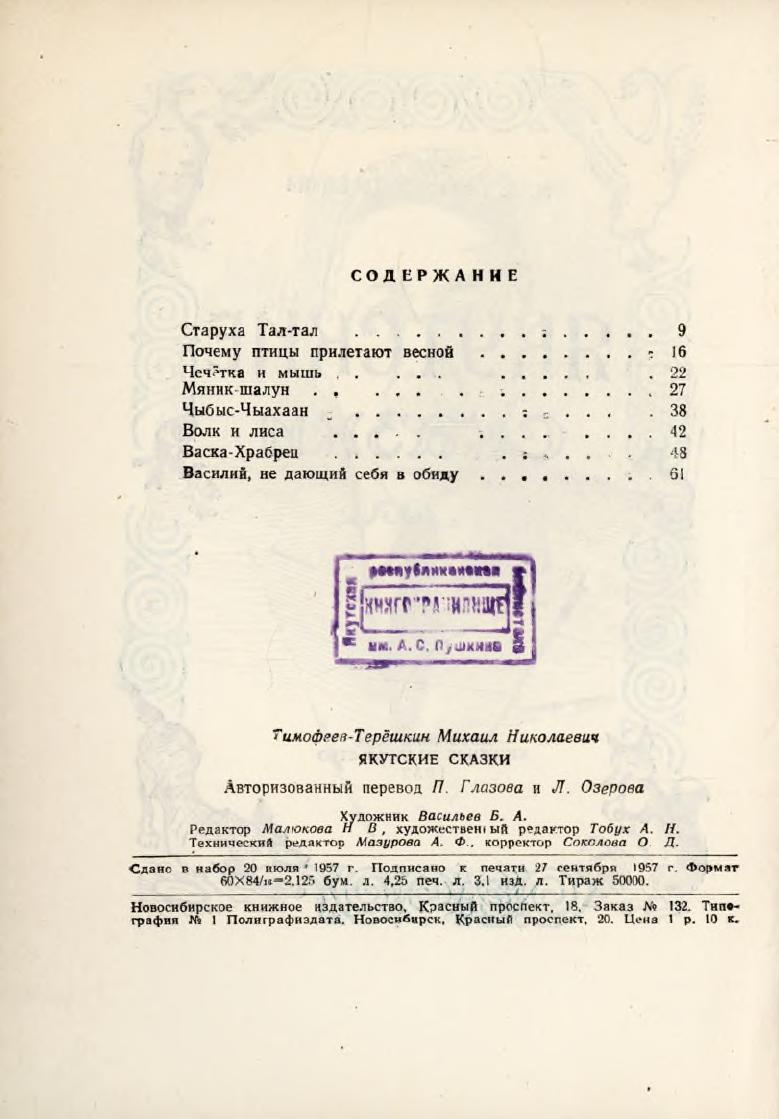 СОДЕРЖАНИЕ
Старуха Тал-тал . . . . . . . . . . . . . . 9
Почему птицы прилетают весной . . . . . . . . . 16
Чечётка и мышь . . . . . . . . . . . . . 22
Мяник-шалун . . . . . . . . . . . . . . 27
Чыбыс-Чыахаан . . . . . . . . . . . . . . 38
Волк и лиса . . . . . . . . . . . . . . 42
Васка-Храбрец . . . . . . . . . . . . . 48
Василий, не дающий себя в обиду . . . . . . . . . 61
республиканская
Якутская
КНИГОХРАНИЛИЩЕ
библиотека
им. А. С. Пушкина
Тимофеев-Терёшкин Михаил Николаевич
ЯКУТСКИЕ СКАЗКИ
Авторизованный перевод П. Глазова и Л. Озерова
Художник Васильев Б. А.
Редактор Малюкова Н В , художественный редактор Тобух А. Н.
Технический редактор Мазурова А. Ф., корректор Соколова О Д.
Сдано в набор 20 июля 1957 г. Подписано к печати 27 сентября 1957 г. Формат
60X84/16=2,125 бум. л. 4,25 печ. л. 3,1 изд. л. Тираж 50000.
Новосибирское книжное издательство, Красный проспект, 18, Заказ № 132. Типо-
графия № 1 Полиграфиздата, Новосибирск, Красный проспект, 20. Цена 1 р. 10 к.